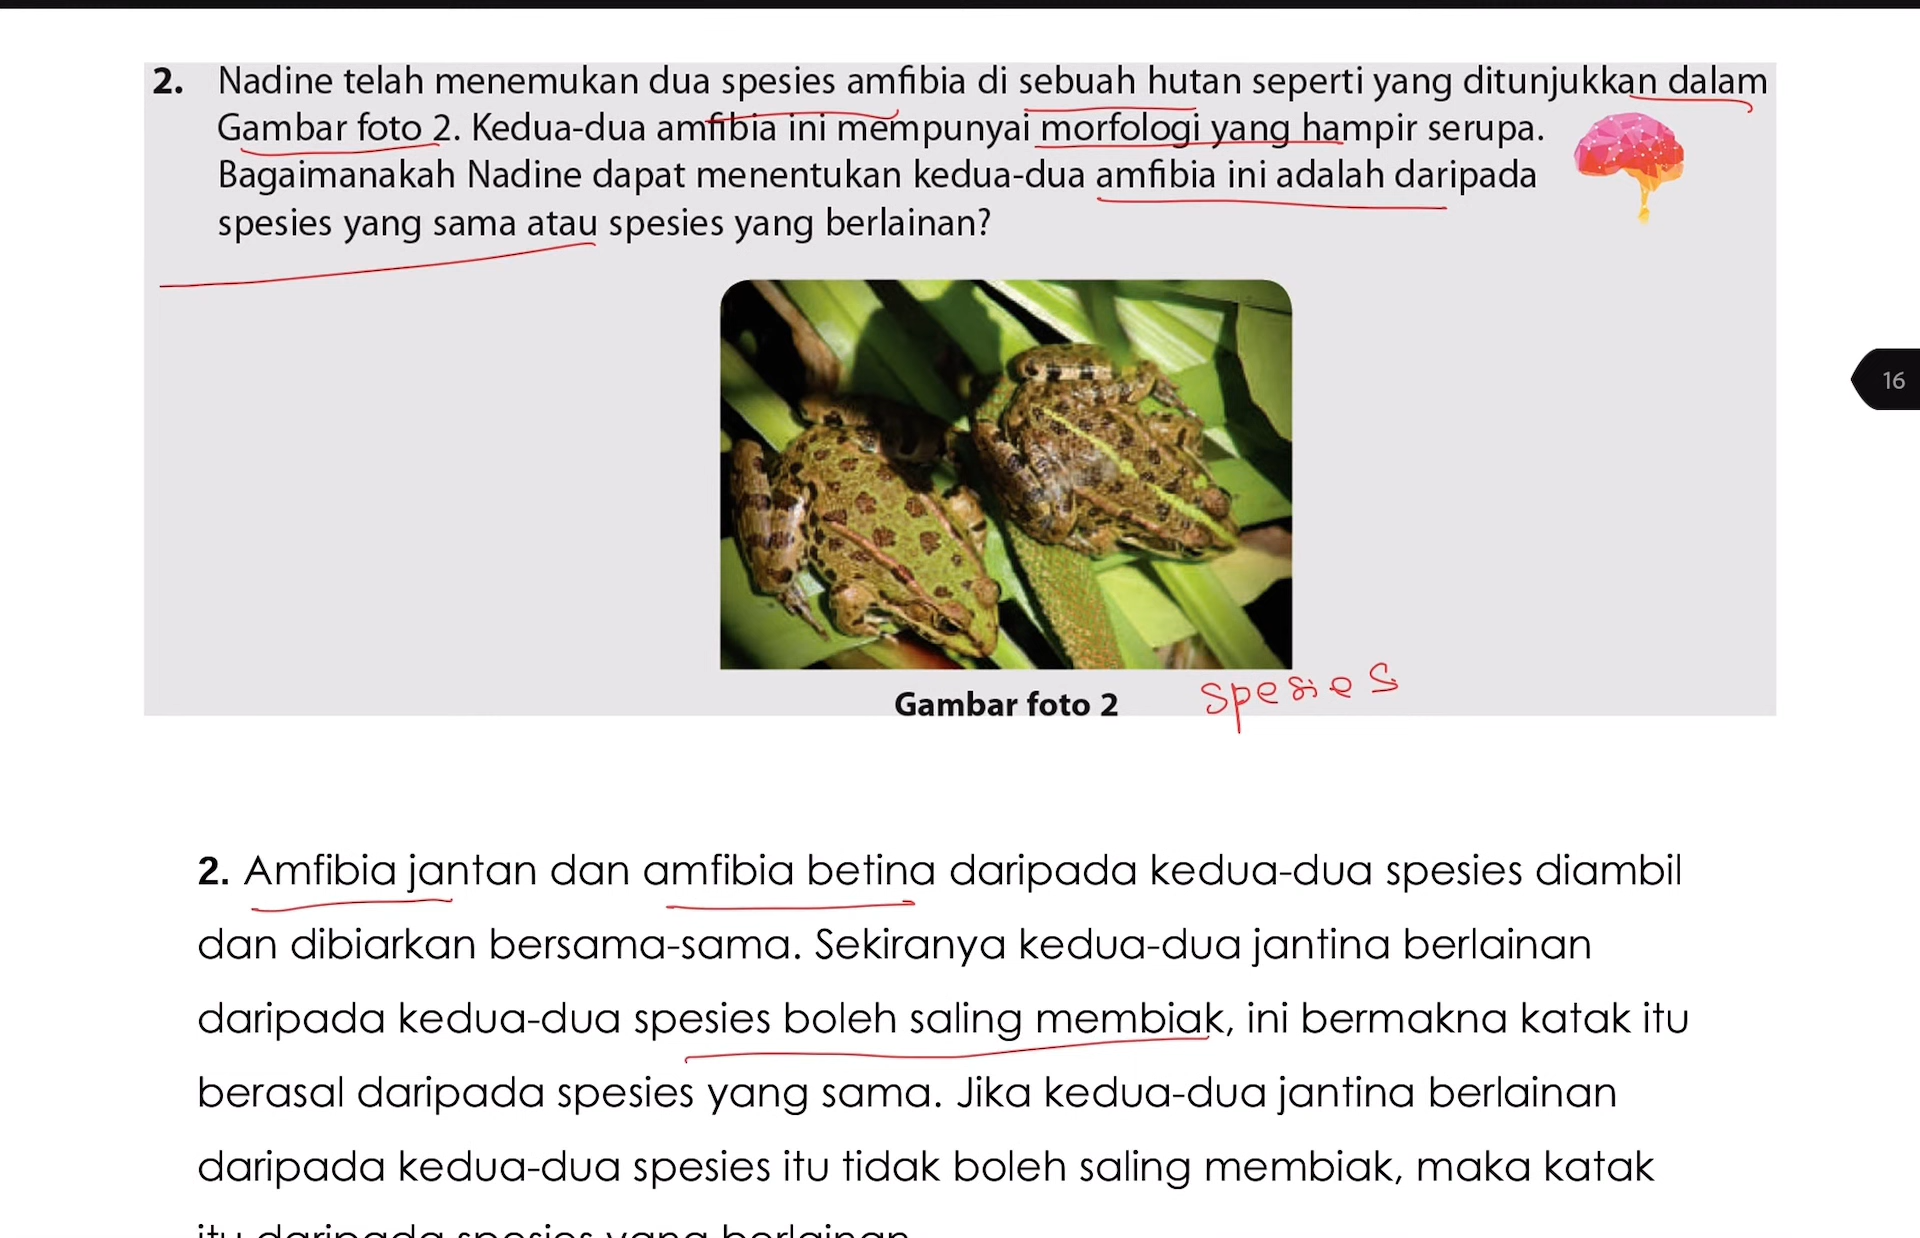 2. Nadine telah menemukan dua spesies amfibia di sebuah hutan seperti yang ditunjukkan dalam
Gambar foto 2. Kedua-dua amfibia ini mempunyai morfologi yang hampir serupa.
Bagaimanakah Nadine dapat menentukan kedua-dua amfibia ini adalah daripada
spesies yang sama atau spesies yang berlainan?
16
Gambar foto 2
spesies
2. Amfibia jantan dan amfibia betina daripada kedua-dua spesies diambil
dan dibiarkan bersama-sama. Sekiranya kedua-dua jantina berlainan
daripada kedua-dua spesies boleh saling membiak, ini bermakna katak itu
berasal daripada spesies yang sama. Jika kedua-dua jantina berlainan
daripada kedua-dua spesies itu tidak boleh saling membiak, maka katak
itu daripada spesies yang berlainan